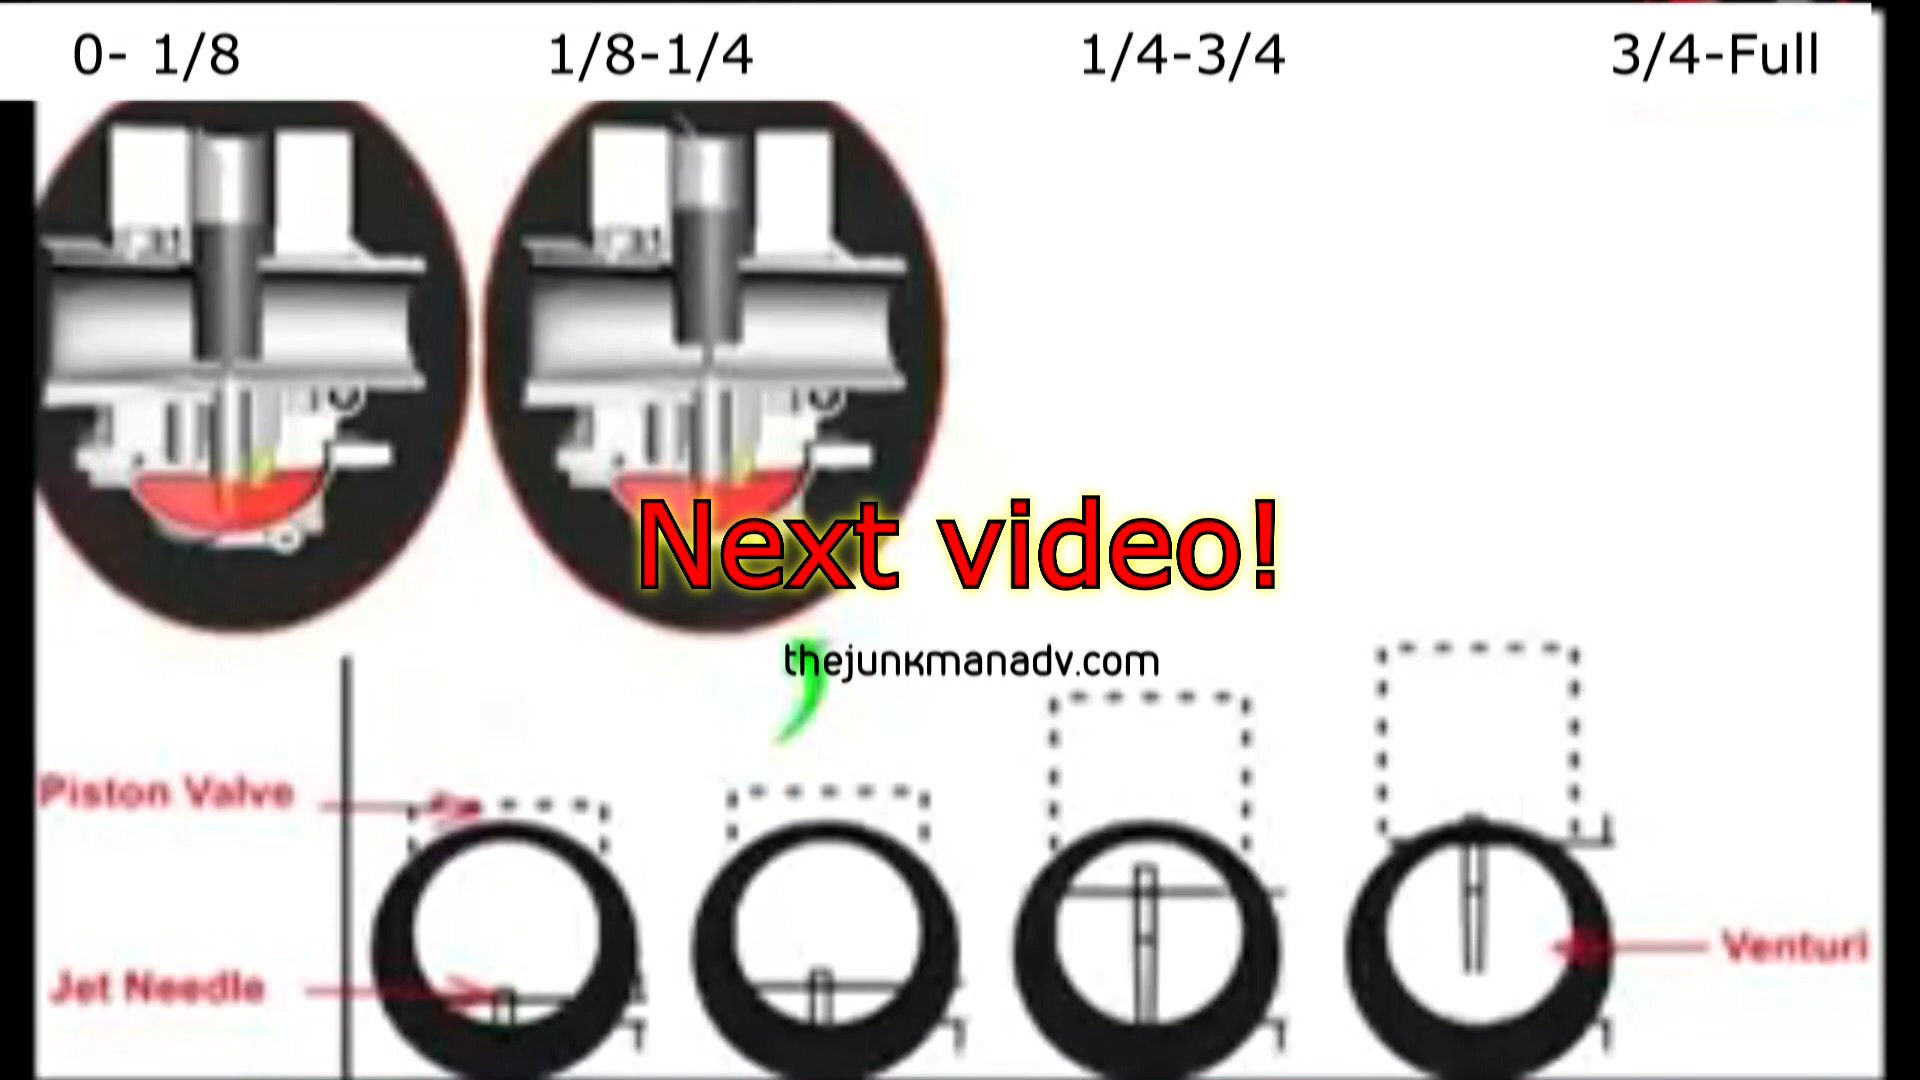 0- 1/8
1/8-1/4
1/4-3/4
3/4-Full
Next video!
thejunkmanadv.com
Piston Valve
Jet Needle
Venturi